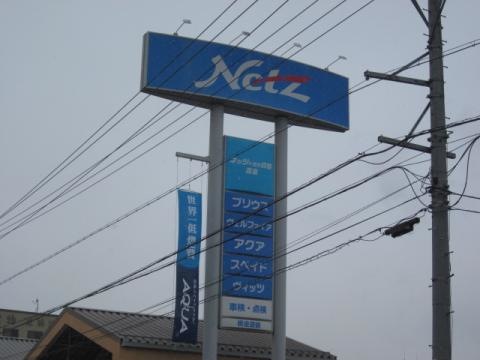 Netz
プリウス
ヴェルファイア
アクア
スペイド
ヴィッツ
車検・点検
世界一低燃費
AQUA